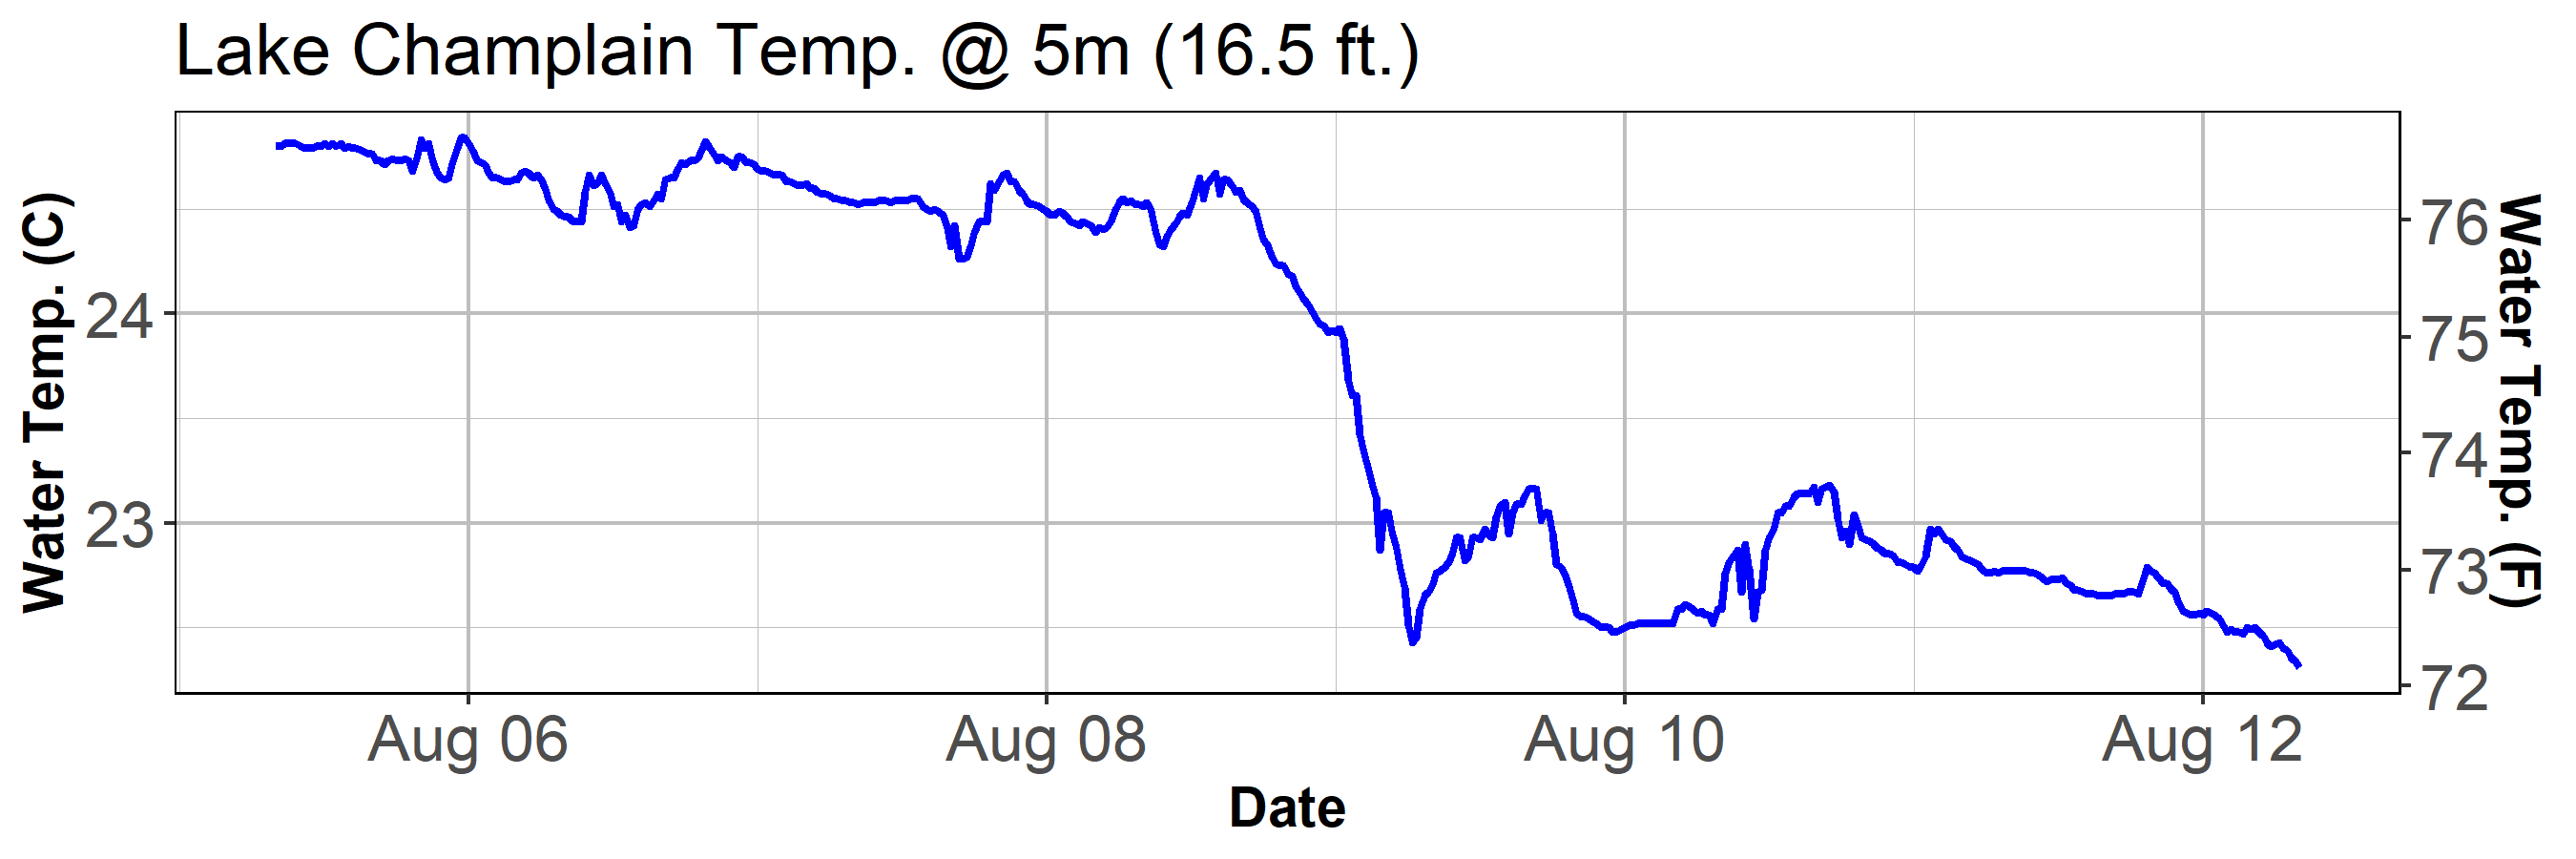 Lake Champlain Temp. @ 5m (16.5 ft.)
Water Temp. (C)
24
23
76
75
74
73
72
Water Temp. (F)
Aug 06 Aug 08 Aug 10 Aug 12
Date